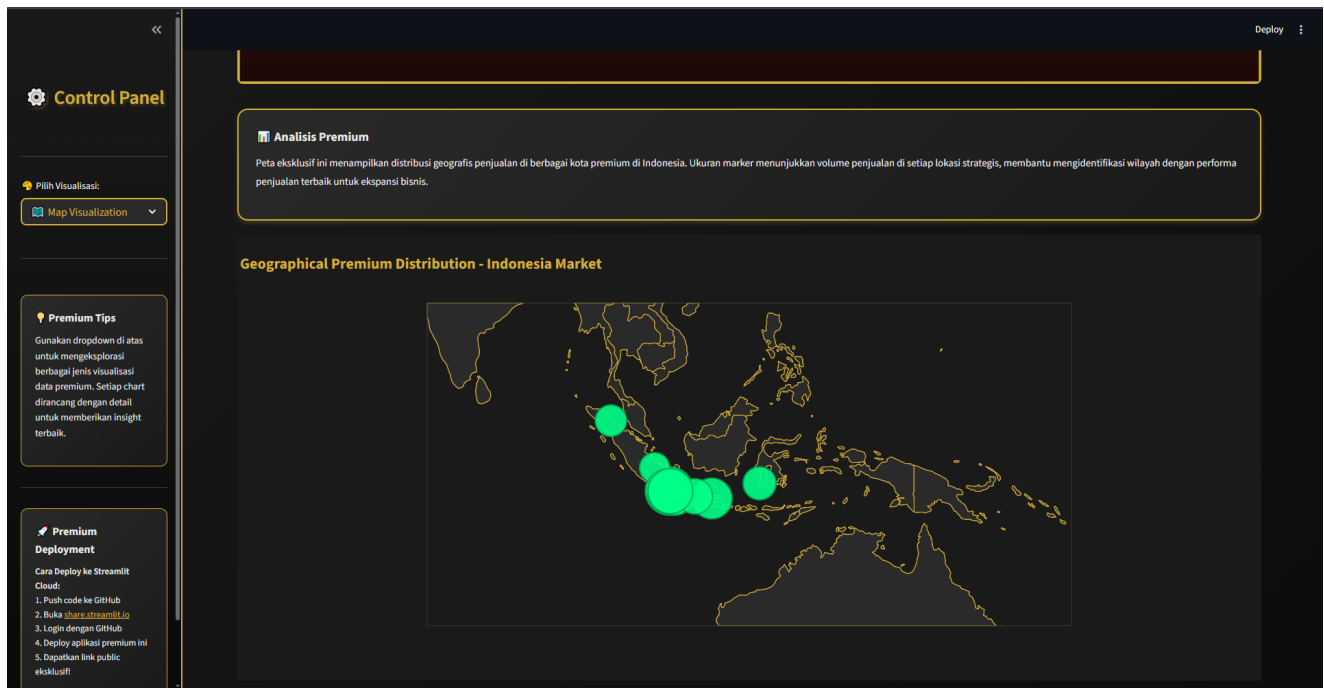 Deploy
Control Panel
Pilih Visualisasi:
Map Visualization
Premium Tips
Gunakan dropdown di atas
untuk mengeksplorasi
berbagai jenis visualisasi
data premium. Setiap chart
dirancang dengan detail
untuk memberikan insight
terbaik.
Premium
Deployment
Cara Deploy ke Streamlit
Cloud:
1. Push code ke GitHub
2. Buka share.streamlit.io
3. Login dengan GitHub
4. Deploy aplikasi premium ini
5. Dapatkan link public
eksklusif!
Analisis Premium
Peta eksklusif ini menampilkan distribusi geografis penjualan di berbagai kota premium di Indonesia. Ukuran marker menunjukkan volume penjualan di setiap lokasi strategis, membantu mengidentifikasi wilayah dengan performa
penjualan terbaik untuk ekspansi bisnis.
Geographical Premium Distribution - Indonesia Market